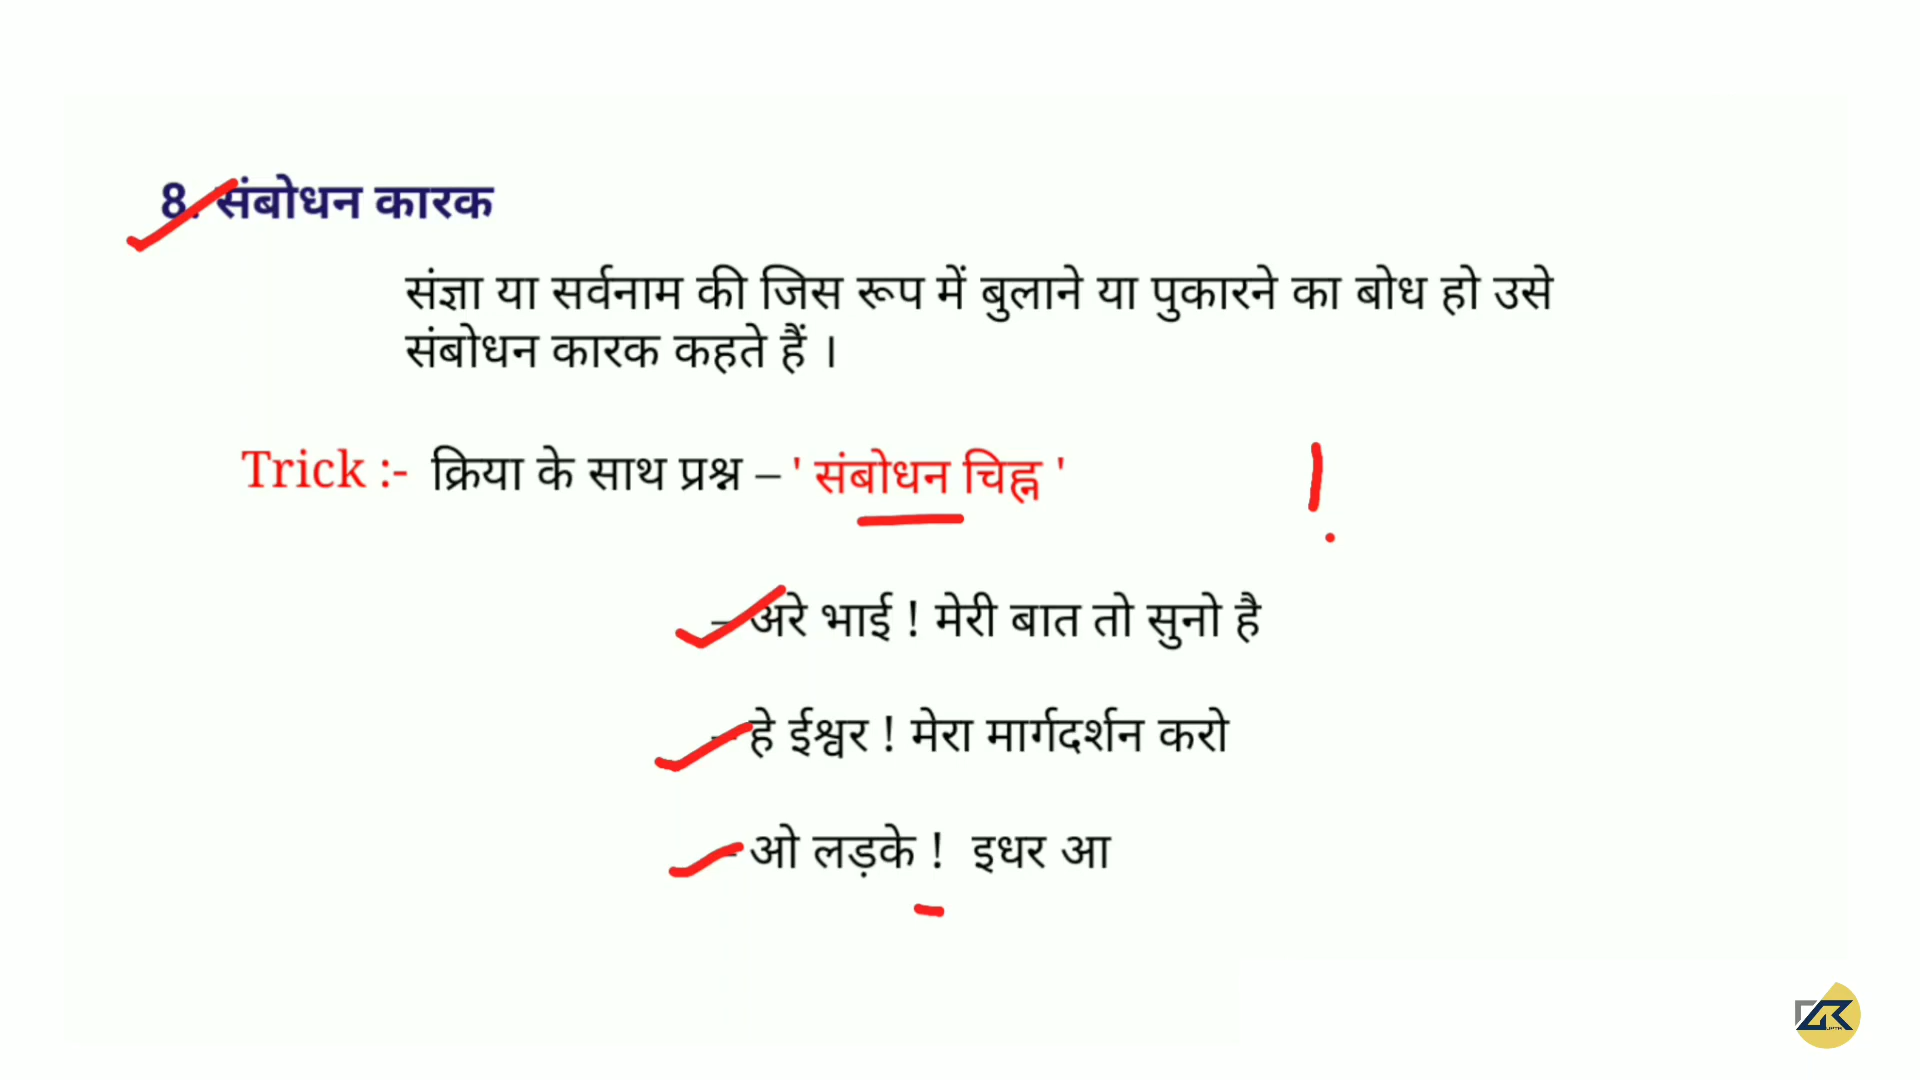 8. संबोधन कारक
संज्ञा या सर्वनाम की जिस रूप में बुलाने या पुकारने का बोध हो उसे
संबोधन कारक कहते हैं ।
Trick :- क्रिया के साथ प्रश्न – ' संबोधन चिह्न ' !
– अरे भाई ! मेरी बात तो सुनो है
– हे ईश्वर ! मेरा मार्गदर्शन करो
– ओ लड़के ! इधर आ